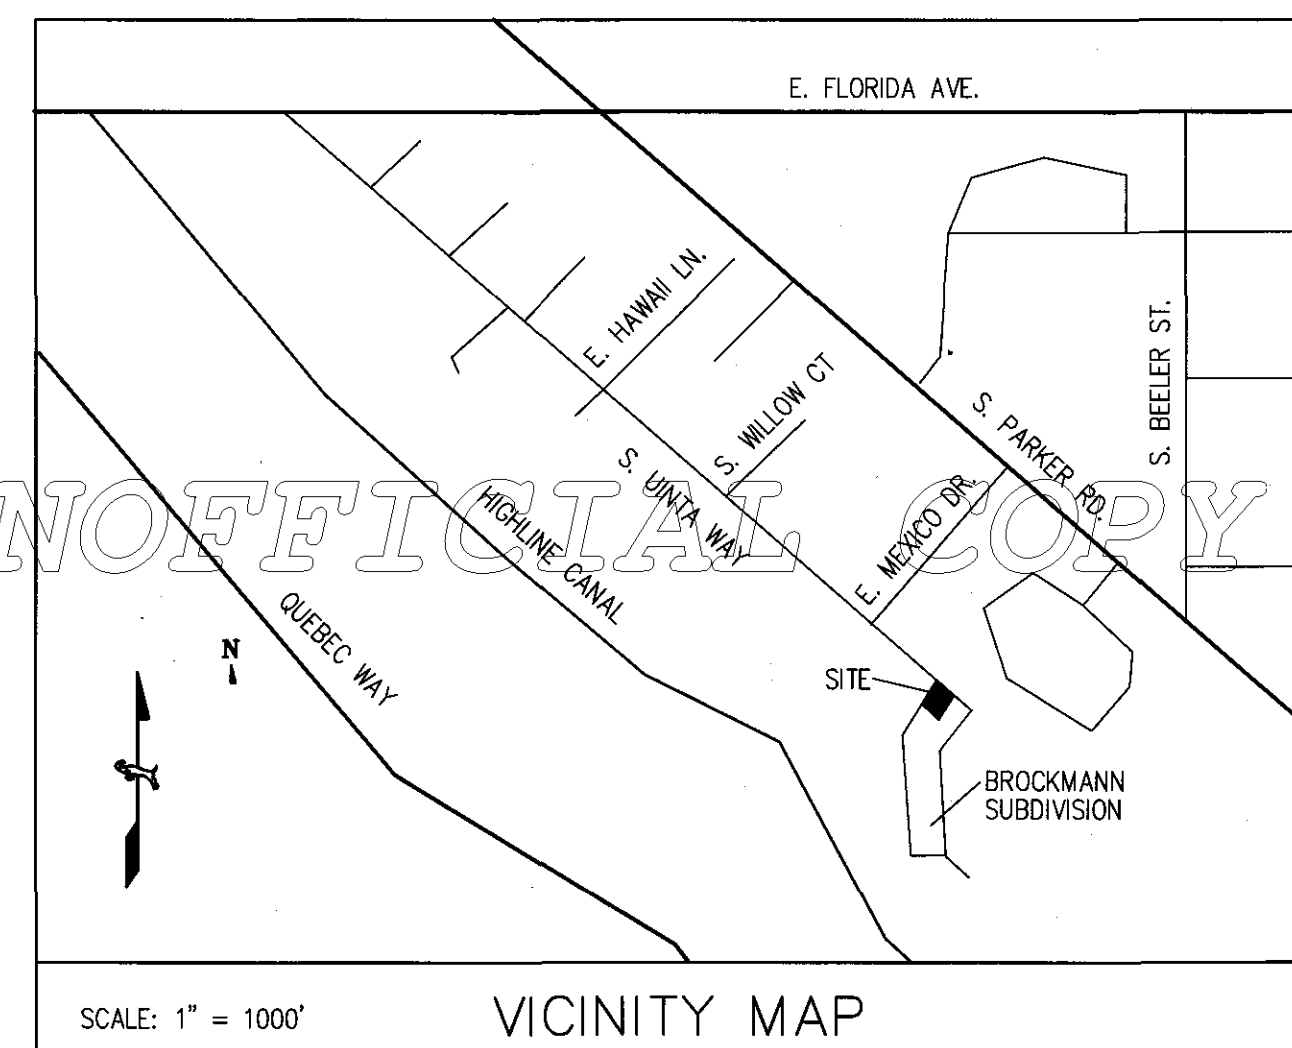 E. FLORIDA AVE.
E. HAWAII LN.
S. BEELER ST.
S. WILLOW CT
S. PARKER RD.
S. UINTA WAY
E. MEXICO DR.
HIGHLINE CANAL
NOFFICIAL COPY
QUEBEC WAY
N
SITE
BROCKMANN
SUBDIVISION
SCALE: 1" = 1000'
VICINITY MAP